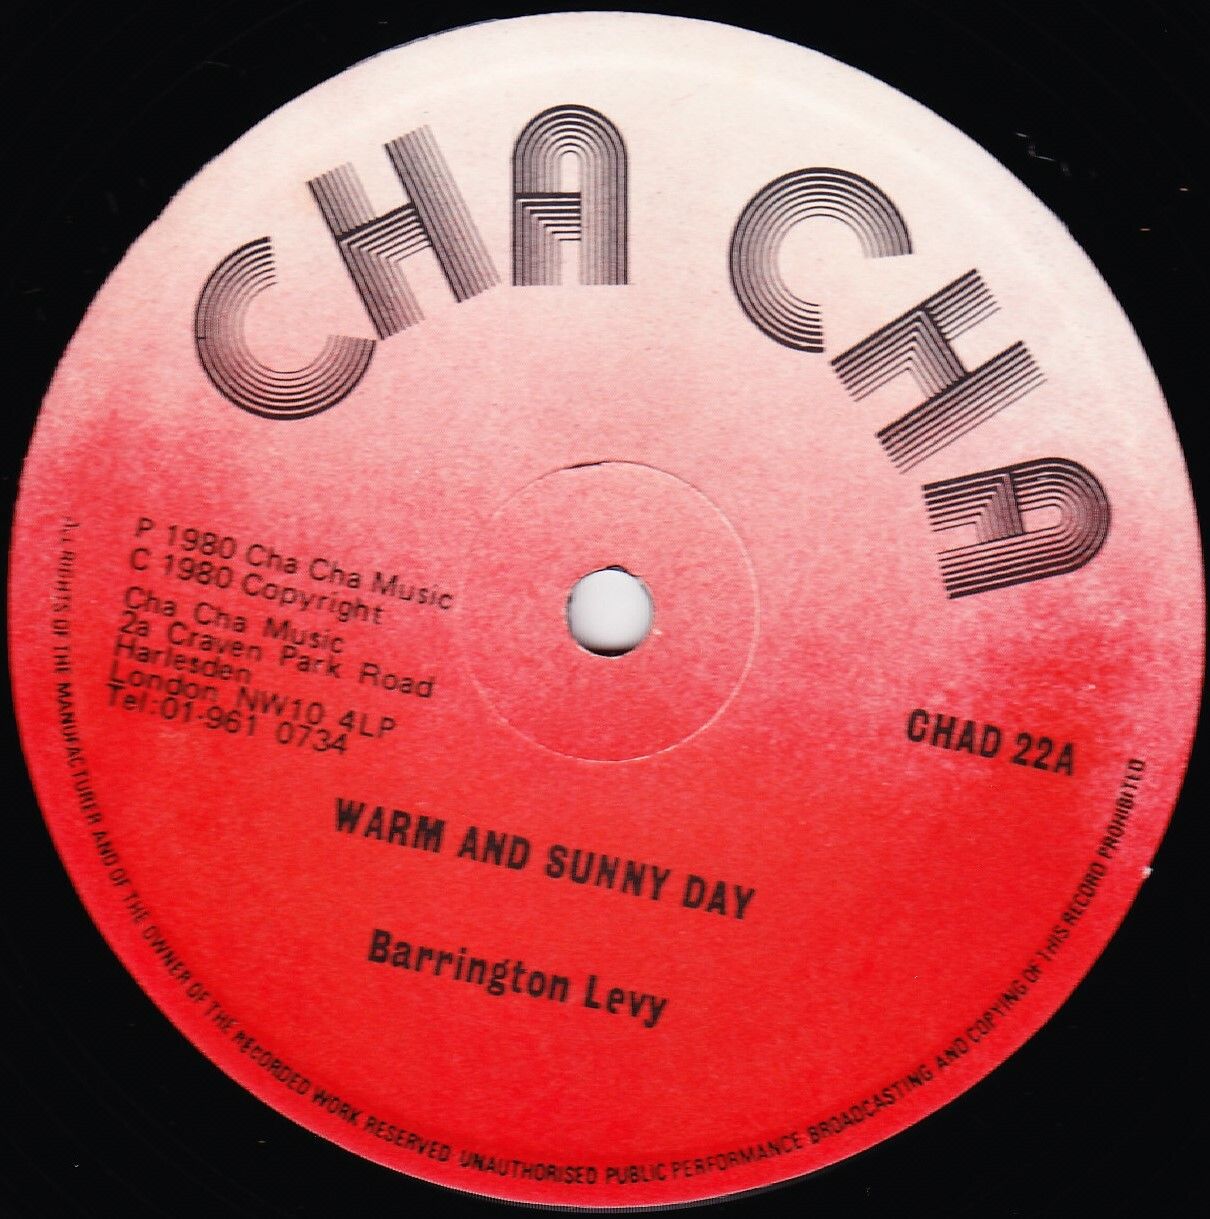 CHA CHA
P 1980 Cha Cha Music
C 1980 Copyright
Cha Cha Music
2a Craven Park Road
Harlesden
London NW10 4LP
Tel:01-961 0734
CHAD 22A
WARM AND SUNNY DAY
Barrington Levy
ALL RIGHTS OF THE MANUFACTURER AND OF THE OWNER OF THE RECORDED WORK RESERVED UNAUTHORISED PUBLIC PERFORMANCE BROADCASTING AND COPYING OF THIS RECORD PROHIBITED